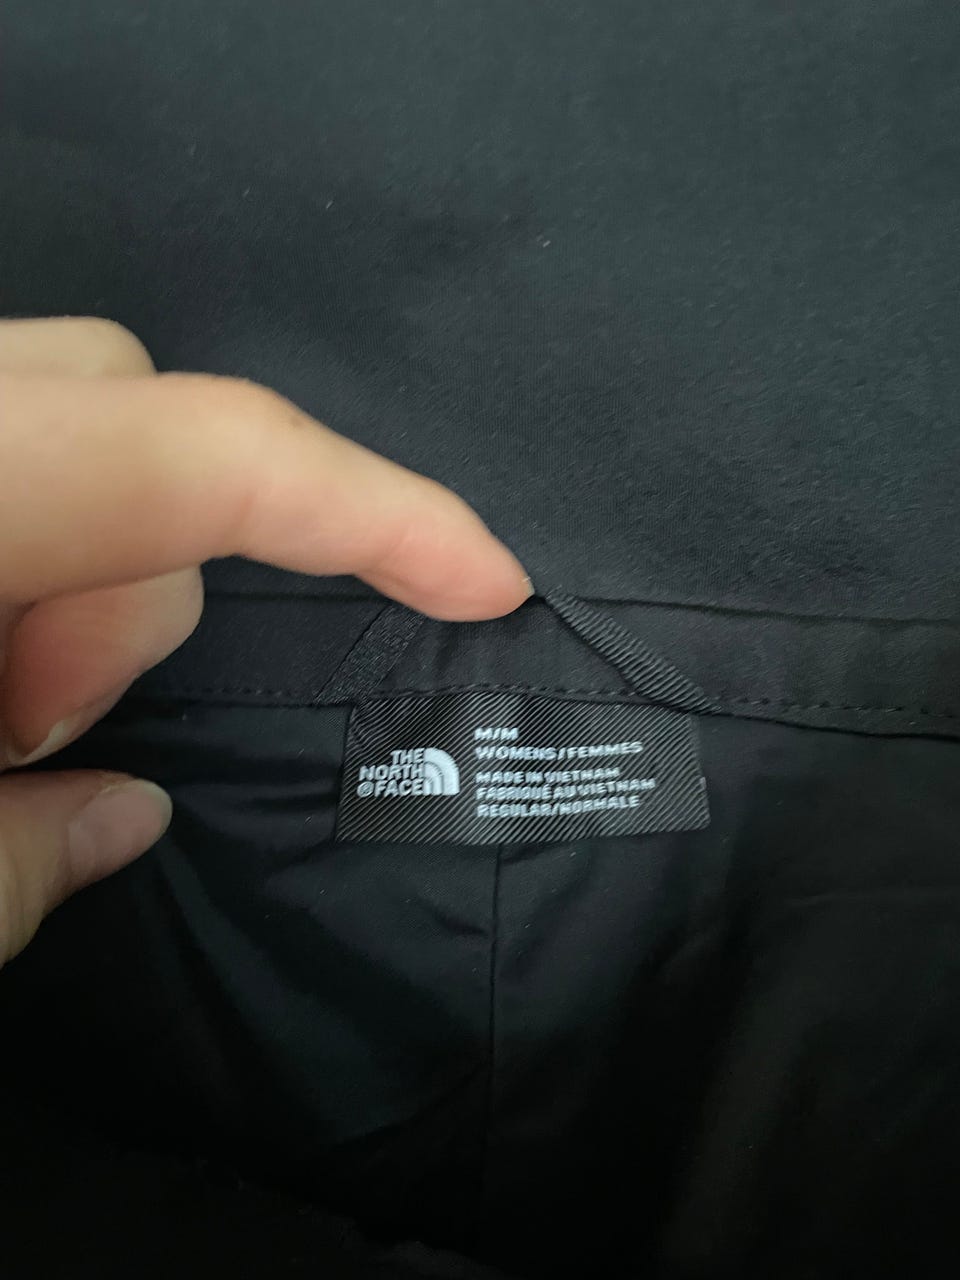 THE
NORTH
FACE
M/M
WOMENS/FEMMES
MADE IN VIETNAM
FABRIQUÉ AU VIETNAM
REGULAR/NORMALE